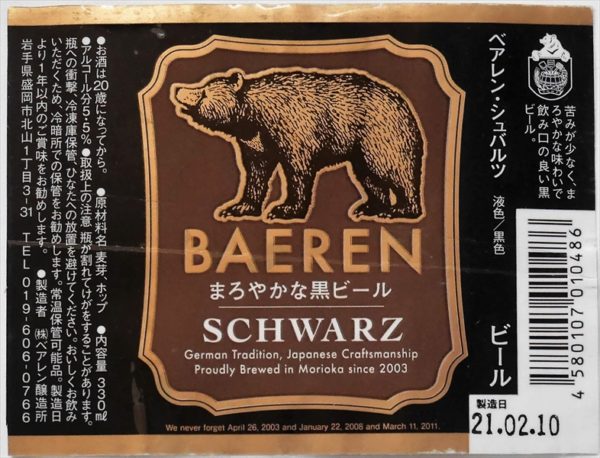 ●お酒は20歳になってから。 ●原材料名 麦芽、ホップ ●内容量 330㎖
●アルコール分5.5% ●取扱上の注意 瓶が割れてけがをすることがあります。
瓶への衝撃、冷凍庫保管、ひなたへの放置を避けてください。おいしくお飲み
いただくため、冷暗所での保管をお勧めします。常温保管可能品。製造日
より1年以内のご賞味をお勧めします。 ●製造者 ㈱ベアレン醸造所
岩手県盛岡市北山1丁目3-31 TEL 019-606-0766
BAEREN
まろやかな黒ビール
SCHWARZ
German Tradition, Japanese Craftsmanship
Proudly Brewed in Morioka since 2003
We never forget April 26, 2003 and January 22, 2008 and March 11, 2011.
苦みが少なく、ま
ろやかな味わいで
飲み口の良い黒
ビール。
ベアレン・シュバルツ 液色/黒色 ビール
4 580107 010486
製造日
21.02.10